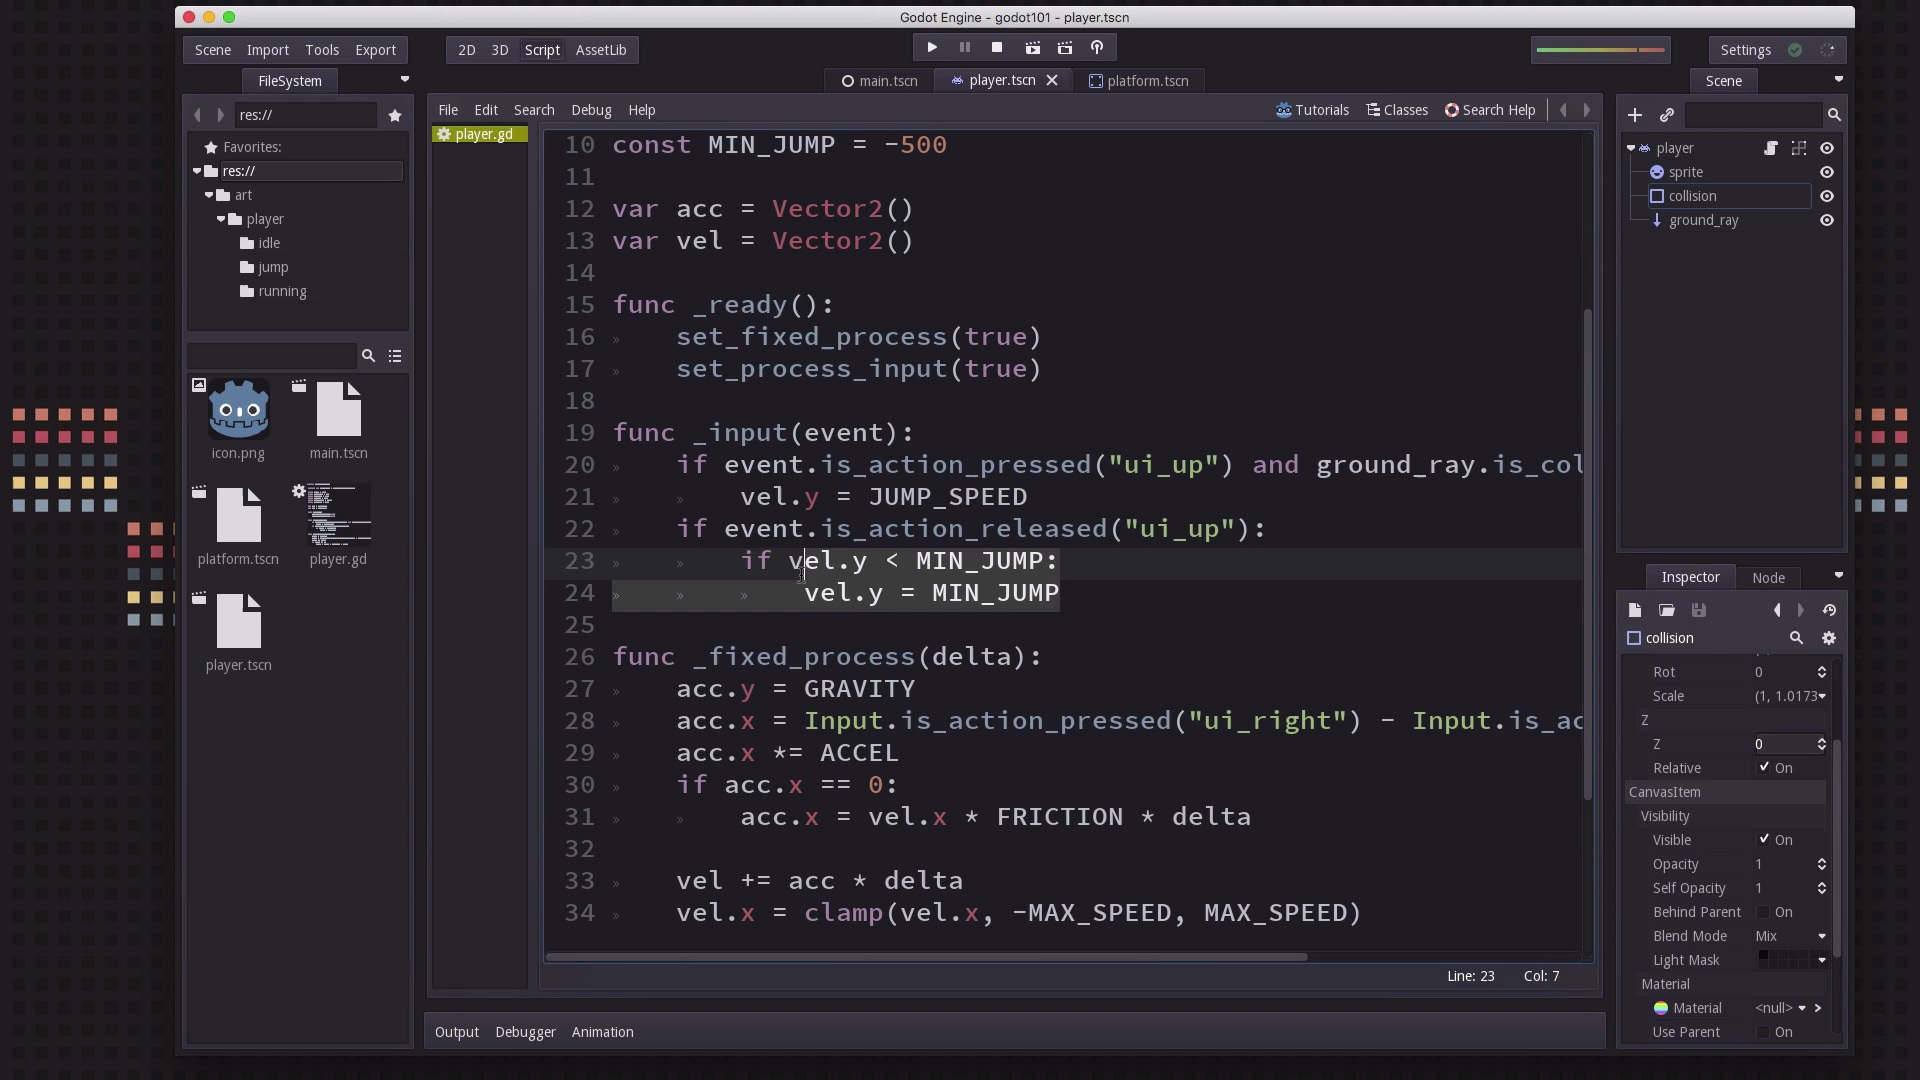 Godot Engine - godot101 - player.tscn
Scene Import Tools Export
2D 3D Script AssetLib
Settings
FileSystem
main.tscn player.tscn platform.tscn
Scene
res://
File Edit Search Debug Help
Tutorials Classes Search Help
Favorites:
res://
art
player
idle
jump
running
icon.png
main.tscn
platform.tscn
player.gd
player.tscn
player.gd
10 const MIN_JUMP = -500
11
12 var acc = Vector2()
13 var vel = Vector2()
14
15 func _ready():
16 » set_fixed_process(true)
17 » set_process_input(true)
18
19 func _input(event):
20 » if event.is_action_pressed("ui_up") and ground_ray.is_col
21 » » vel.y = JUMP_SPEED
22 » if event.is_action_released("ui_up"):
23 » » if vel.y < MIN_JUMP:
24 » » » vel.y = MIN_JUMP
25
26 func _fixed_process(delta):
27 » acc.y = GRAVITY
28 » acc.x = Input.is_action_pressed("ui_right") - Input.is_ac
29 » acc.x *= ACCEL
30 » if acc.x == 0:
31 » » acc.x = vel.x * FRICTION * delta
32
33 » vel += acc * delta
34 » vel.x = clamp(vel.x, -MAX_SPEED, MAX_SPEED)
Line: 23 Col: 7
Output Debugger Animation
player
sprite
collision
ground_ray
Inspector Node
collision
Rot 0
Scale (1, 1.0173
Z
Z 0
Relative On
CanvasItem
Visibility
Visible On
Opacity 1
Self Opacity 1
Behind Parent On
Blend Mode Mix
Light Mask
Material
Material <null>
Use Parent On